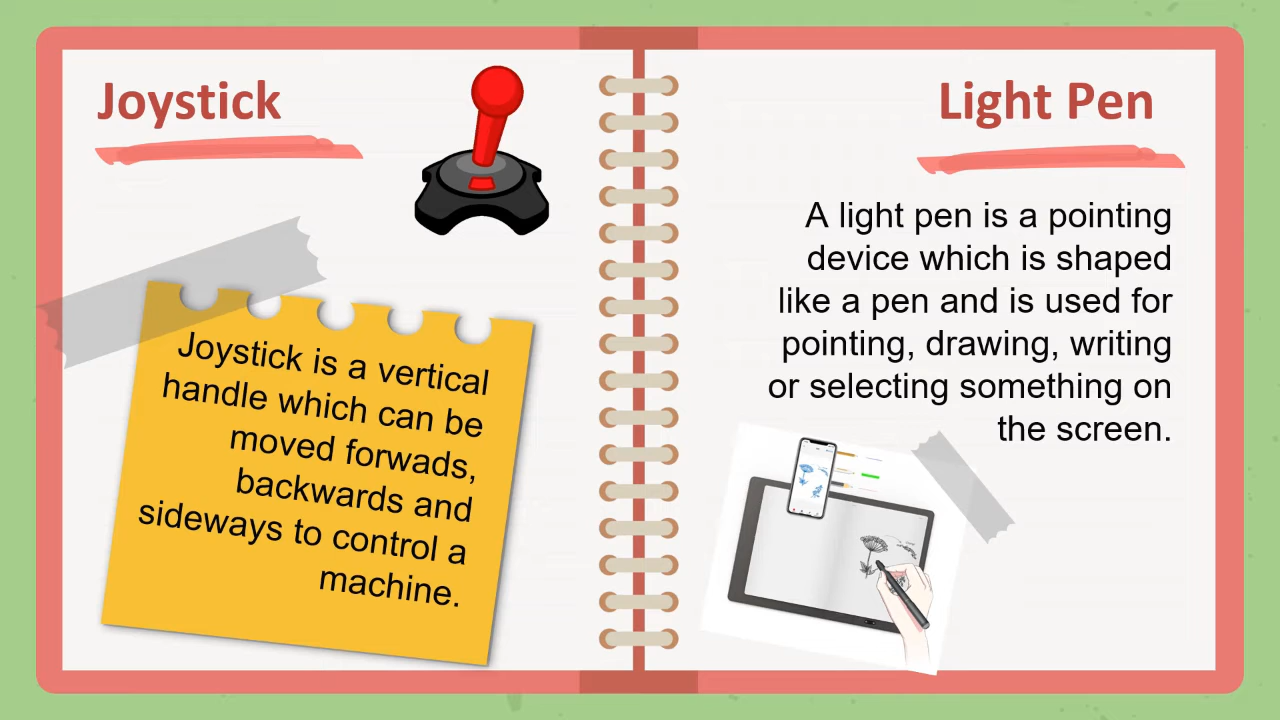 Joystick
Joystick is a vertical
handle which can be
moved forwads,
backwards and
sideways to control a
machine.
Light Pen
A light pen is a pointing
device which is shaped
like a pen and is used for
pointing, drawing, writing
or selecting something on
the screen.